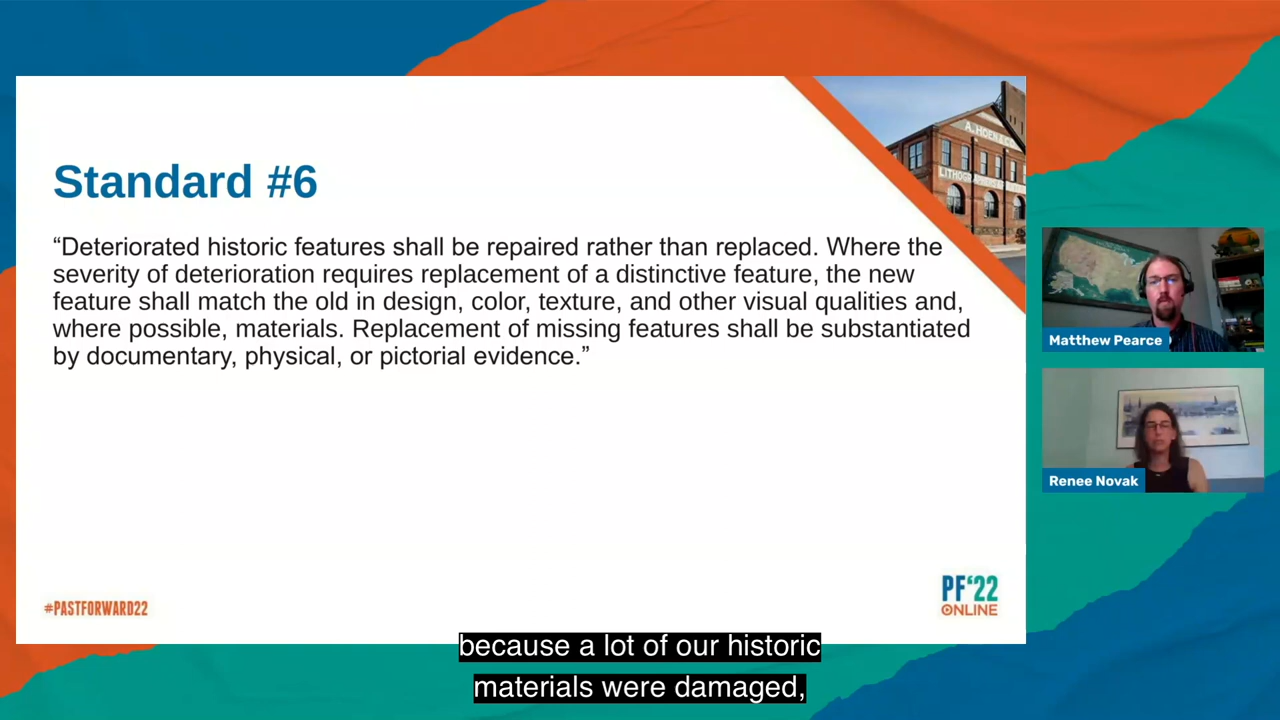 Standard #6
“Deteriorated historic features shall be repaired rather than replaced. Where the
severity of deterioration requires replacement of a distinctive feature, the new
feature shall match the old in design, color, texture, and other visual qualities and,
where possible, materials. Replacement of missing features shall be substantiated
by documentary, physical, or pictorial evidence.”
A. HOEN & CO.
Matthew Pearce
Renee Novak
#PASTFORWARD22
PF‘22
ONLINE
because a lot of our historic
materials were damaged,